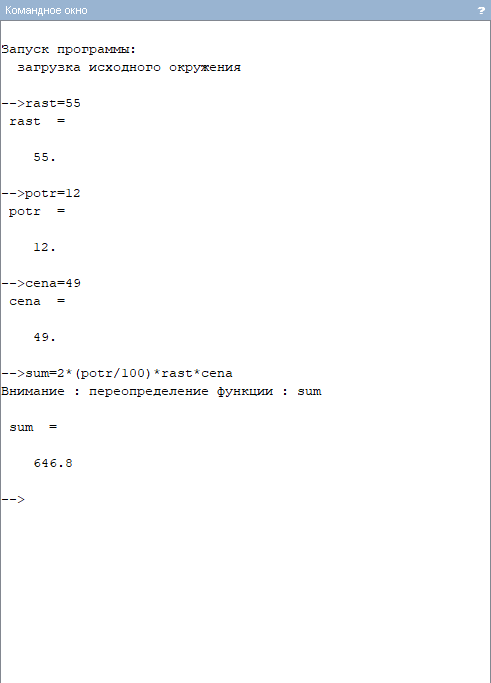 Командное окно ?
Запуск программы:
загрузка исходного окружения
-->rast=55
rast =
55.
-->potr=12
potr =
12.
-->cena=49
cena =
49.
-->sum=2*(potr/100)*rast*cena
Внимание : переопределение функции : sum
sum =
646.8
-->